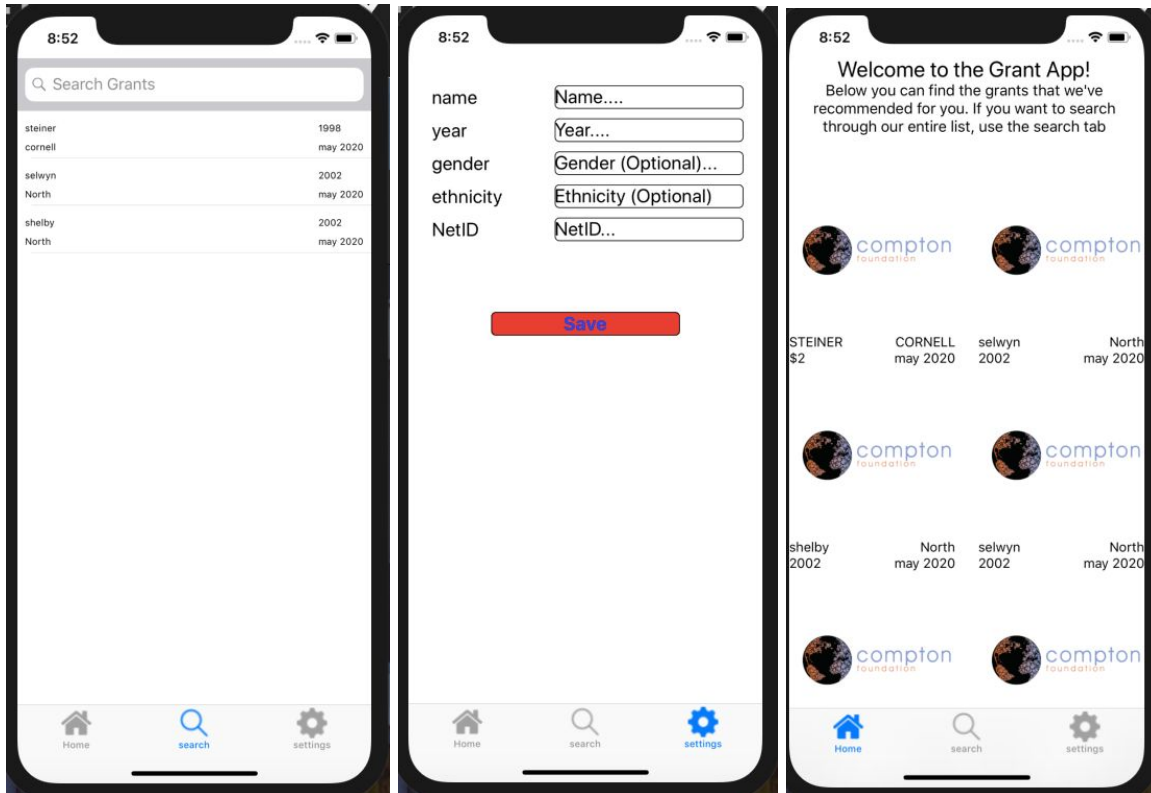 8:52
Search Grants
steiner 1998
cornell may 2020
selwyn 2002
North may 2020
shelby 2002
North may 2020
Home search settings
8:52
name Name....
year Year....
gender Gender (Optional)...
ethnicity Ethnicity (Optional)
NetID NetID...
Save
Home search settings
8:52
Welcome to the Grant App!
Below you can find the grants that we've
recommended for you. If you want to search
through our entire list, use the search tab
compton compton
foundation foundation
STEINER CORNELL selwyn North
$2 may 2020 2002 may 2020
compton compton
foundation foundation
shelby North selwyn North
2002 may 2020 2002 may 2020
compton compton
foundation foundation
Home search settings